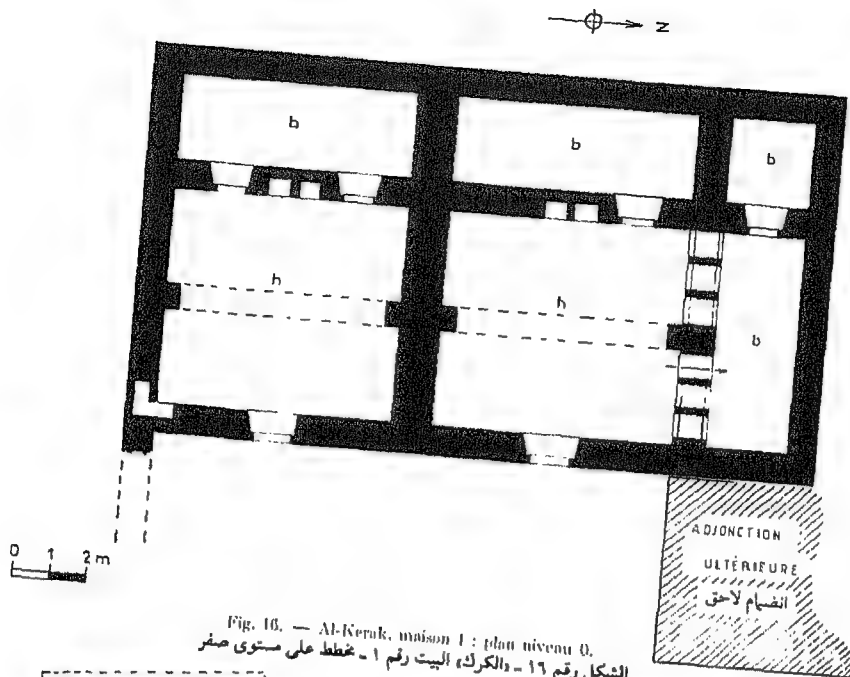 N
b
b
b
h
h
b
0 1 2 m
ADJONCTION
ULTÉRIEURE
انضمام لاحق
Fig. 16. — Al-Kerak, maison 1 : plan niveau 0.
الشكل رقم ١٦ - «الكرك» البيت رقم ١ - مخطط على مستوى صفر